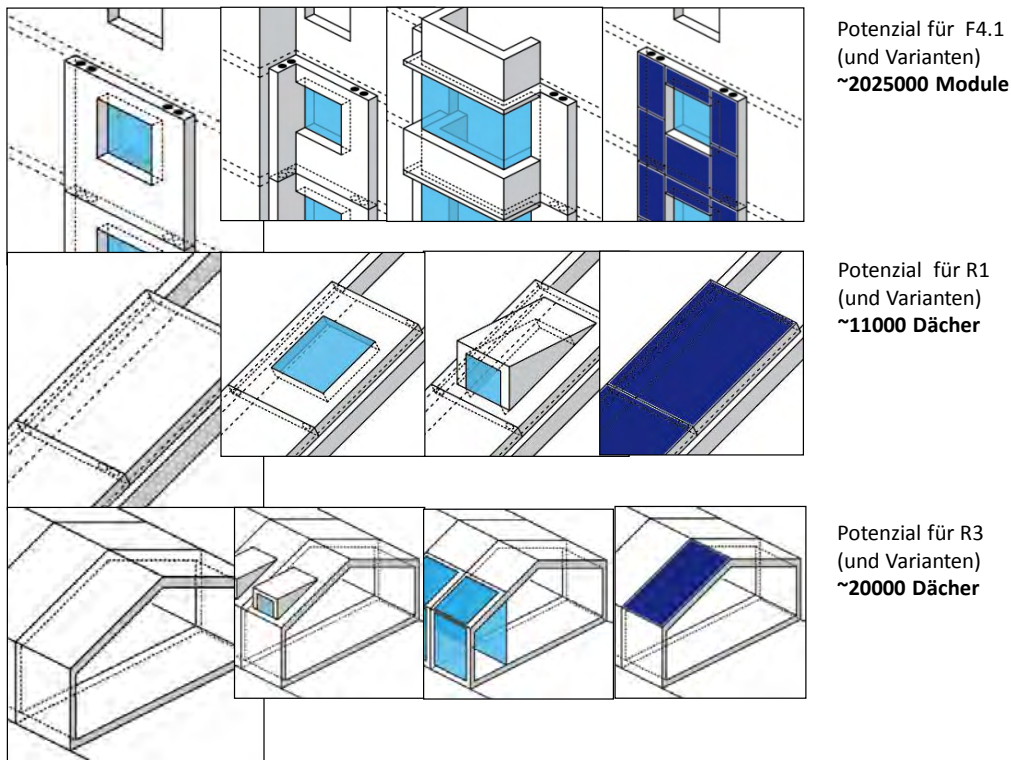 Potenzial für F4.1
(und Varianten)
~2025000 Module
Potenzial für R1
(und Varianten)
~11000 Dächer
Potenzial für R3
(und Varianten)
~20000 Dächer